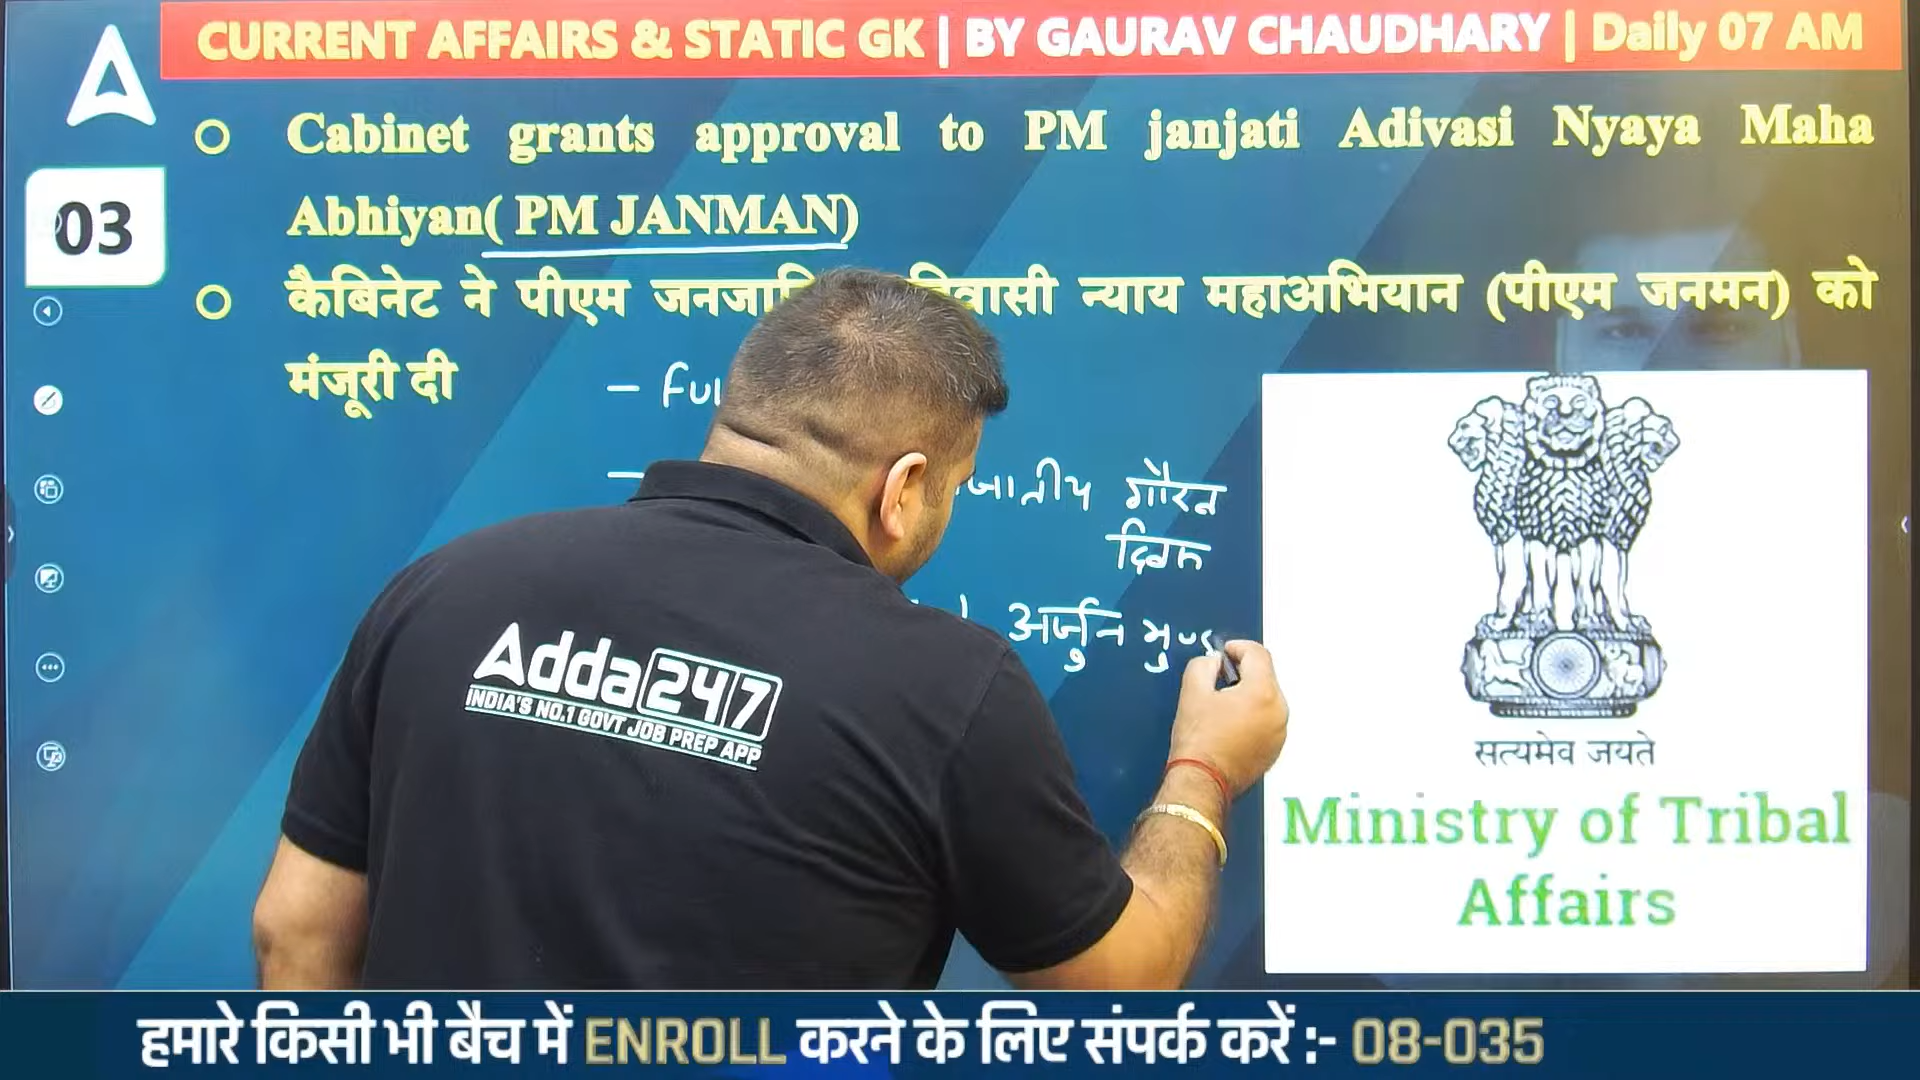 CURRENT AFFAIRS & STATIC GK | BY GAURAV CHAUDHARY | Daily 07 AM
Cabinet grants approval to PM janjati Adivasi Nyaya Maha
Abhiyan( PM JANMAN)
03
कैबिनेट ने पीएम न्याय महाअभियान (पीएम जनमन) को
मंजूरी दी
गौरव
दिवस
अर्जुन
Adda247
INDIA'S NO.1 GOVT JOB PREP APP
सत्यमेव जयते
Ministry of Tribal
Affairs
हमारे किसी भी बैच में ENROLL करने के लिए संपर्क करें :- 08-035